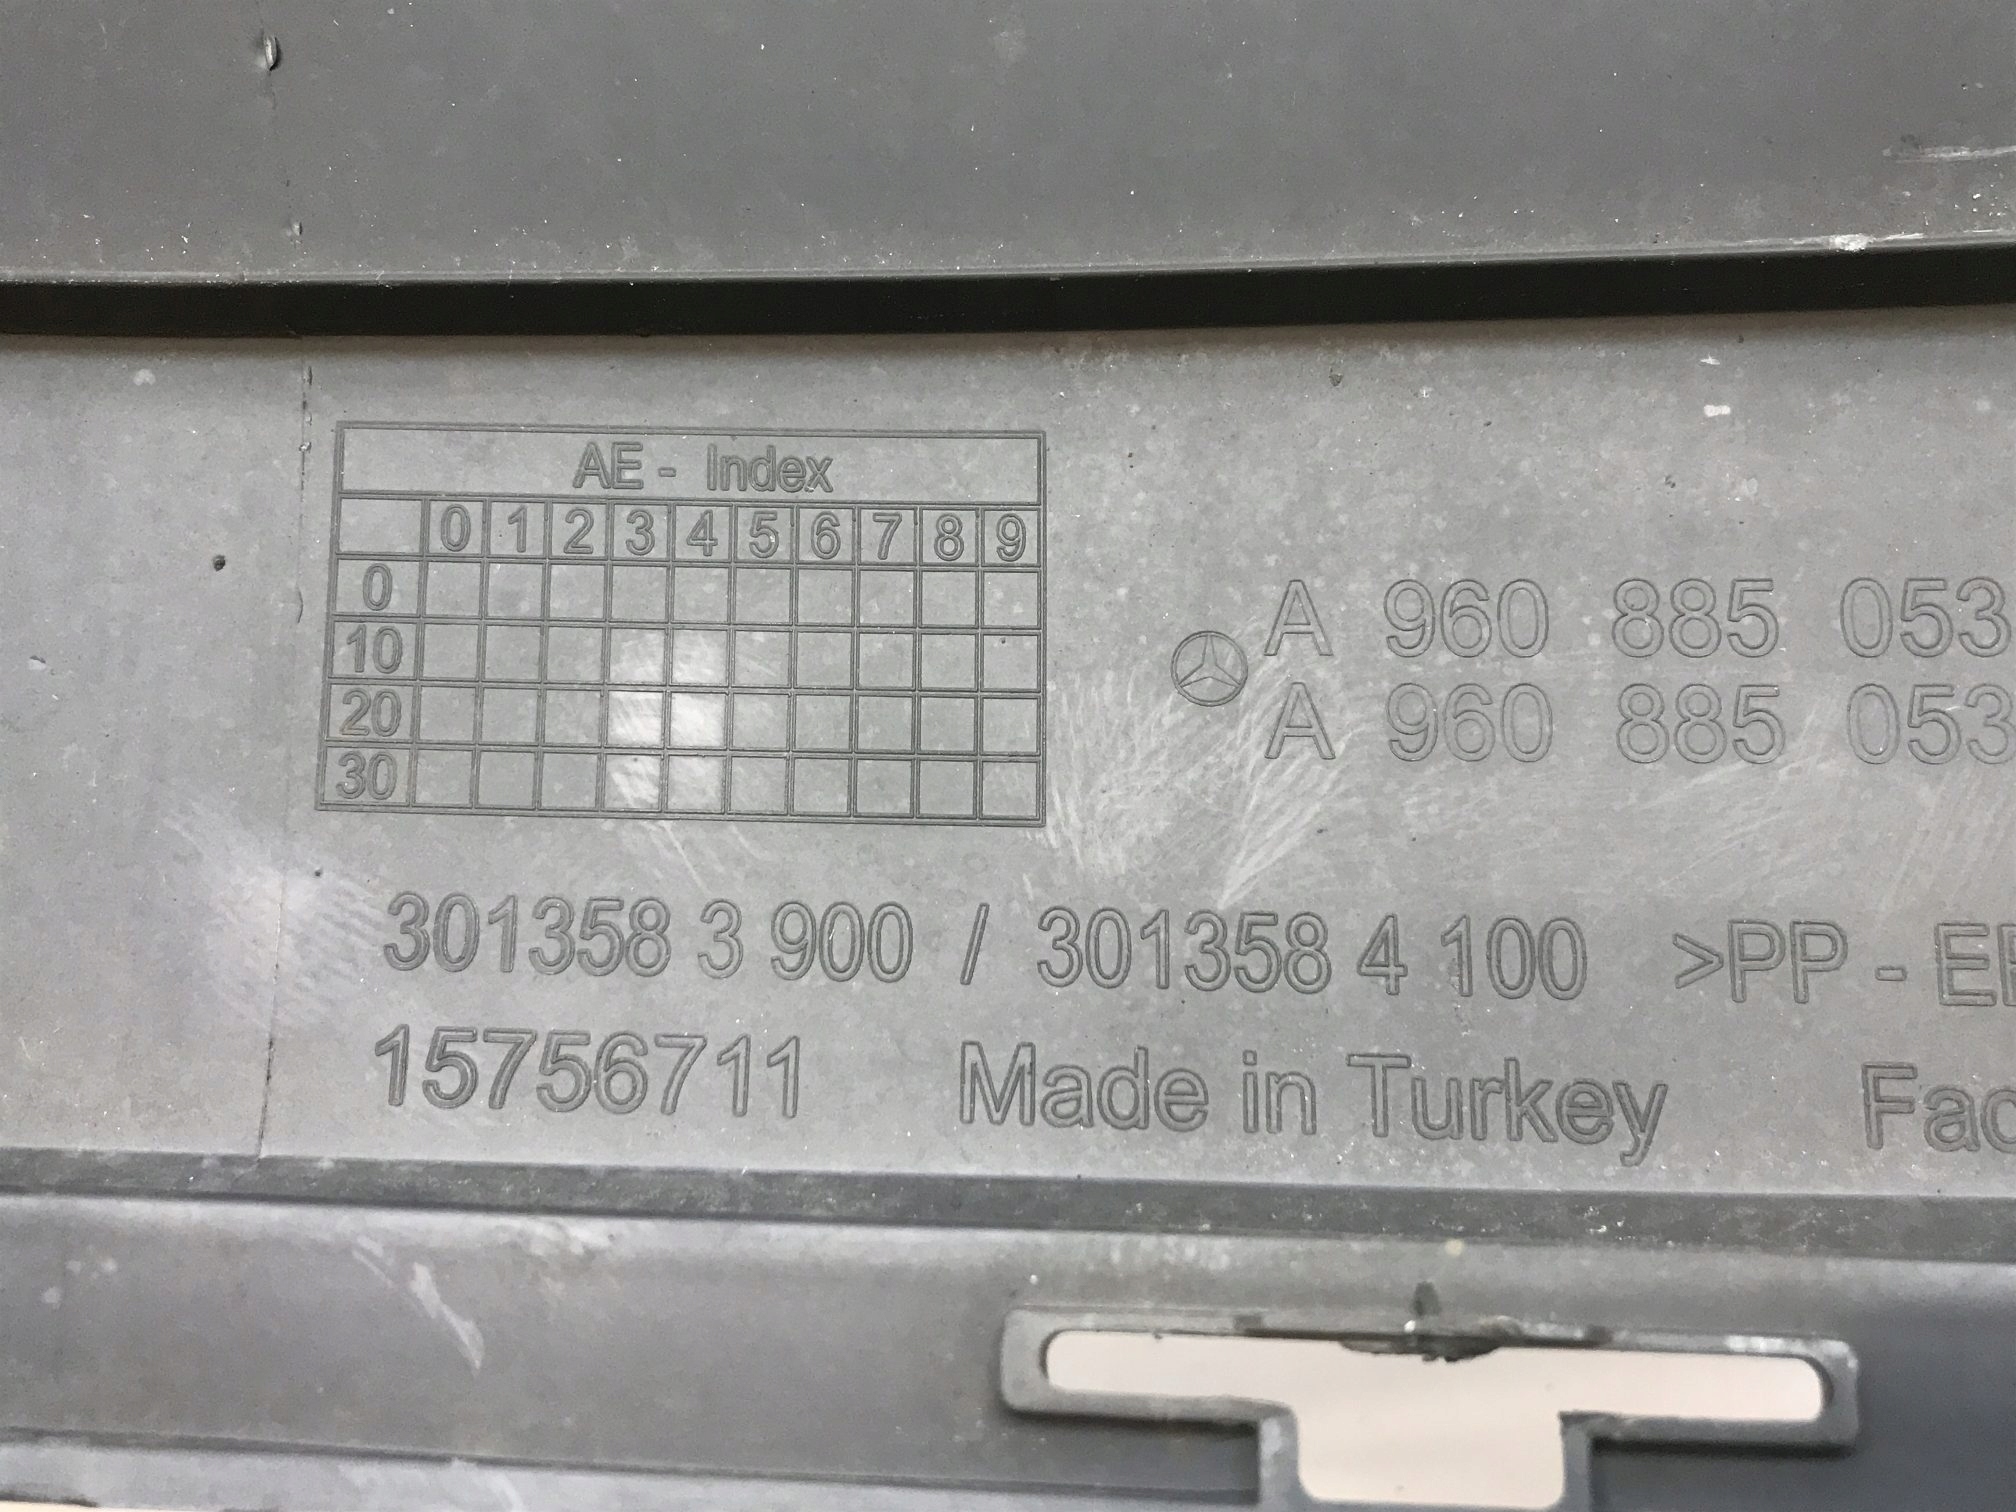 AE - Index
0 1 2 3 4 5 6 7 8 9
0
10
20
30
A 960 885 053
A 960 885 053
301358 3 900 / 301358 4 100 >PP -
15756711 Made in Turkey